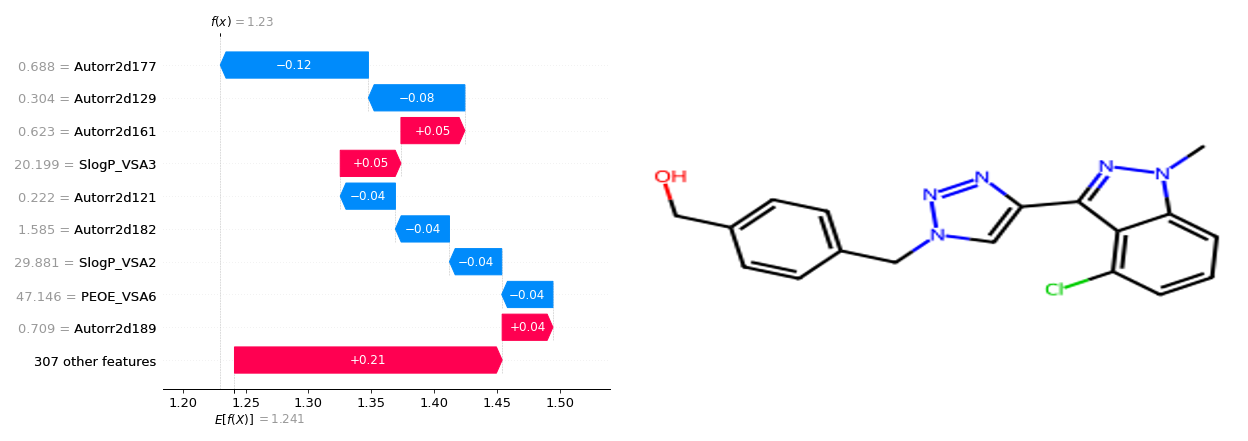 f(x) = 1.23
0.688 = Autorr2d177
−0.12
0.304 = Autorr2d129
−0.08
0.623 = Autorr2d161
+0.05
20.199 = SlogP_VSA3
+0.05
0.222 = Autorr2d121
−0.04
1.585 = Autorr2d182
−0.04
29.881 = SlogP_VSA2
−0.04
47.146 = PEOE_VSA6
−0.04
0.709 = Autorr2d189
+0.04
307 other features
+0.21
1.20 1.25 1.30 1.35 1.40 1.45 1.50
E[f(X)] = 1.241
OH
N
N
N
N
N
Cl